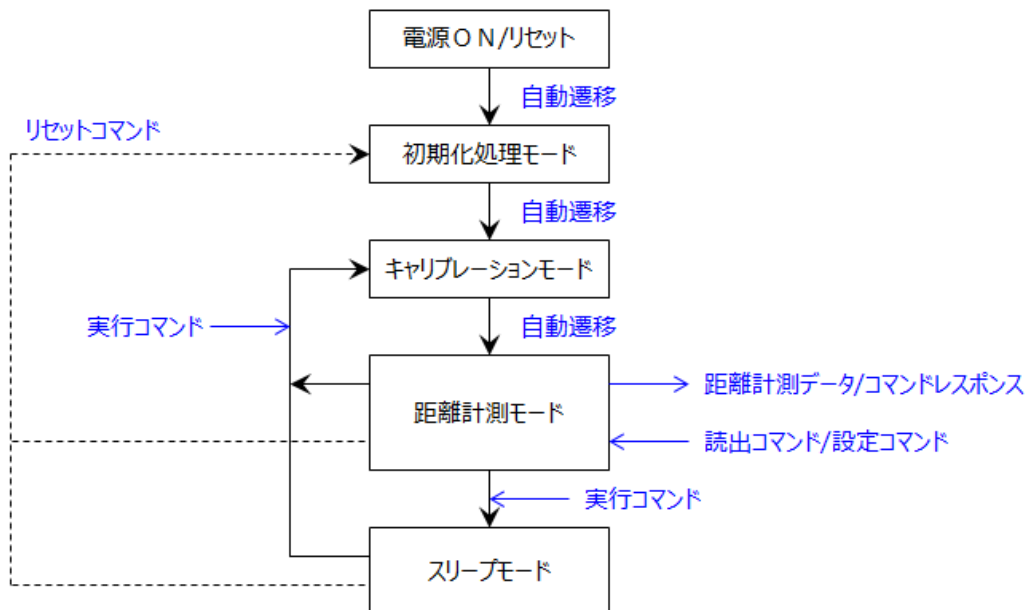 電源ON/リセット
自動遷移
リセットコマンド
初期化処理モード
自動遷移
キャリブレーションモード
実行コマンド
自動遷移
距離計測モード
距離計測データ/コマンドレスポンス
読出コマンド/設定コマンド
実行コマンド
スリープモード